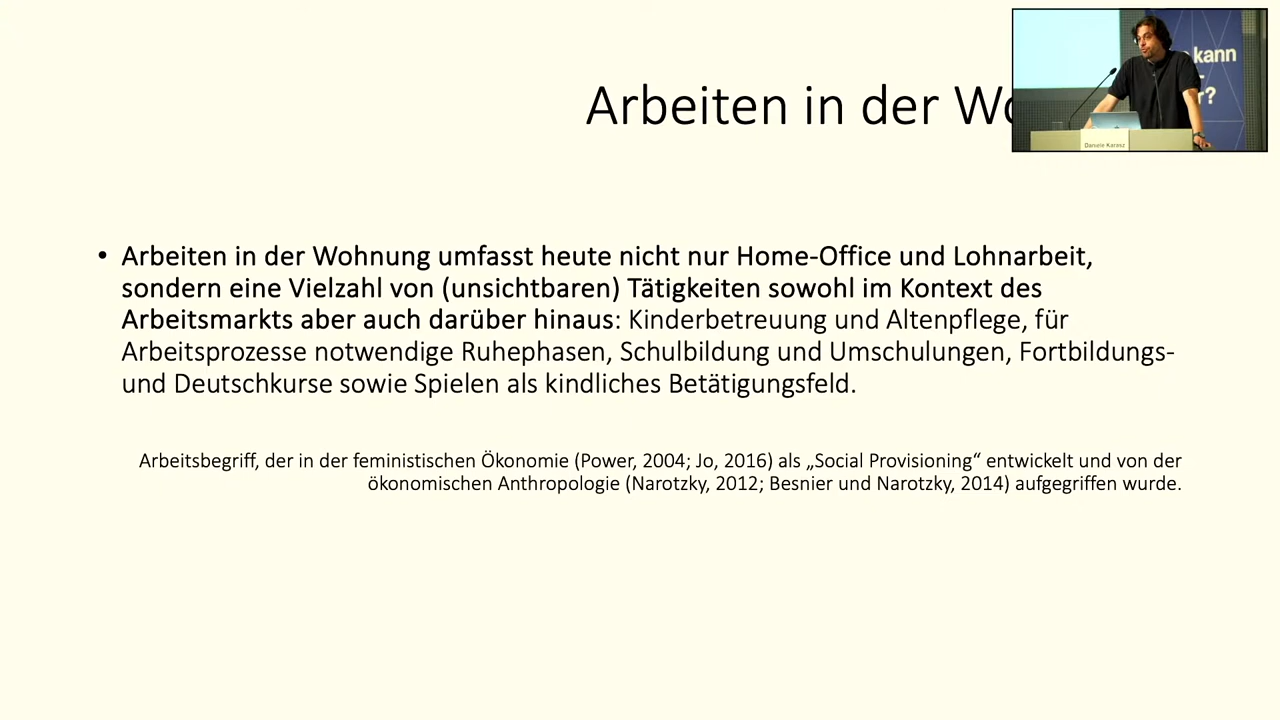 Arbeiten in der Wo
kann
r?
Daniele Karasz
• Arbeiten in der Wohnung umfasst heute nicht nur Home-Office und Lohnarbeit,
sondern eine Vielzahl von (unsichtbaren) Tätigkeiten sowohl im Kontext des
Arbeitsmarkts aber auch darüber hinaus: Kinderbetreuung und Altenpflege, für
Arbeitsprozesse notwendige Ruhephasen, Schulbildung und Umschulungen, Fortbildungs-
und Deutschkurse sowie Spielen als kindliches Betätigungsfeld.
Arbeitsbegriff, der in der feministischen Ökonomie (Power, 2004; Jo, 2016) als „Social Provisioning“ entwickelt und von der
ökonomischen Anthropologie (Narotzky, 2012; Besnier und Narotzky, 2014) aufgegriffen wurde.